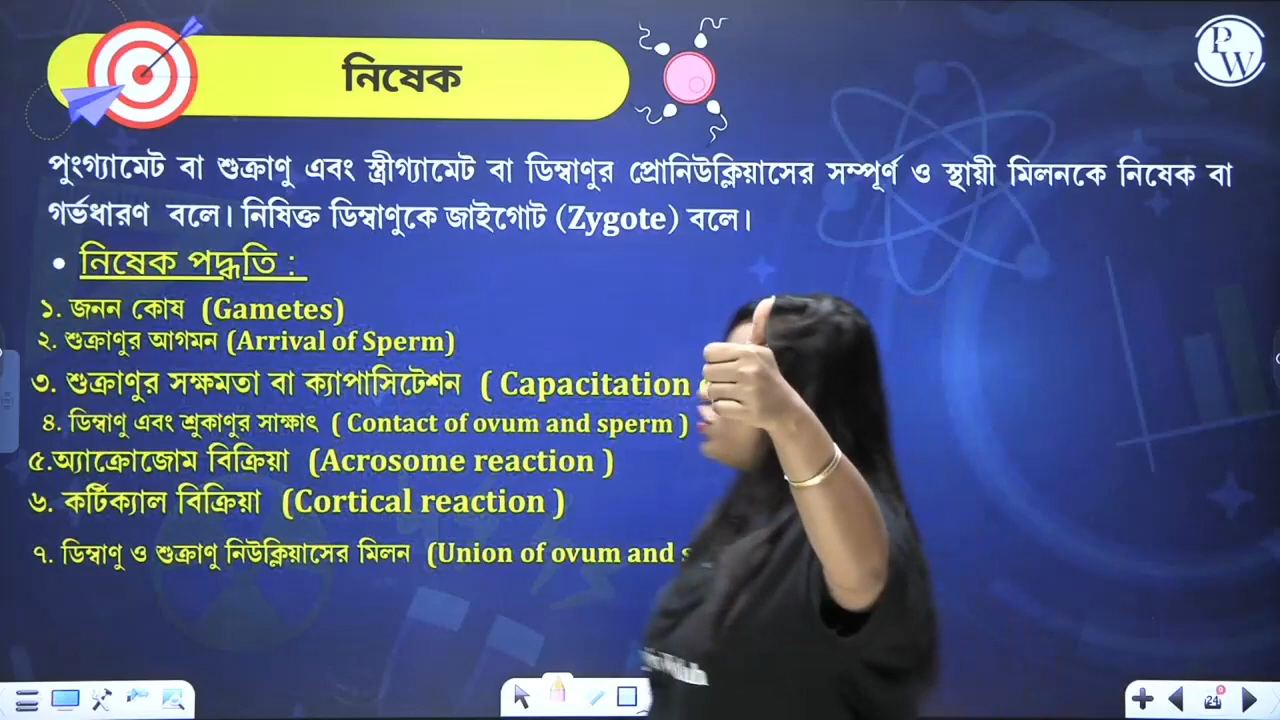 নিষেক
PW
পুংগ্যামেট বা শুক্রাণু এবং স্ত্রীগ্যামেট বা ডিম্বাণুর প্রোনিউক্লিয়াসের সম্পূর্ণ ও স্থায়ী মিলনকে নিষেক বা
গর্ভধারণ বলে। নিষিক্ত ডিম্বাণুকে জাইগোট (Zygote) বলে।
• নিষেক পদ্ধতি :
১. জনন কোষ (Gametes)
২. শুক্রাণুর আগমন (Arrival of Sperm)
৩. শুক্রাণুর সক্ষমতা বা ক্যাপাসিটেশন ( Capacitation
৪. ডিম্বাণু এবং শ্রুকাণুর সাক্ষাৎ ( Contact of ovum and sperm )
৫.অ্যাক্রোজোম বিক্রিয়া (Acrosome reaction )
৬. কর্টিক্যাল বিক্রিয়া (Cortical reaction )
৭. ডিম্বাণু ও শুক্রাণু নিউক্লিয়াসের মিলন (Union of ovum and
24